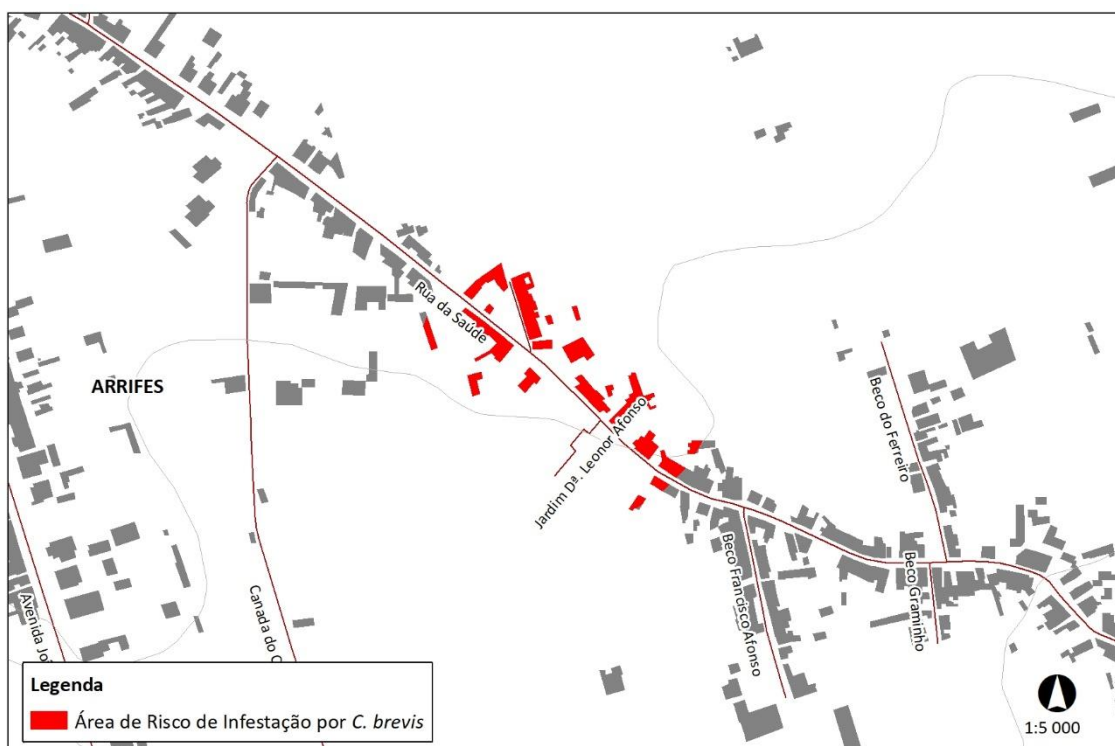 Rua da Saúde
ARRIFES
Jardim Dª. Leonor Afonso
Beco do Ferreiro
Beco Francisco Afonso
Beco Graminho
Avenida Jo
Canada do
Legenda
Área de Risco de Infestação por C. brevis
1:5 000